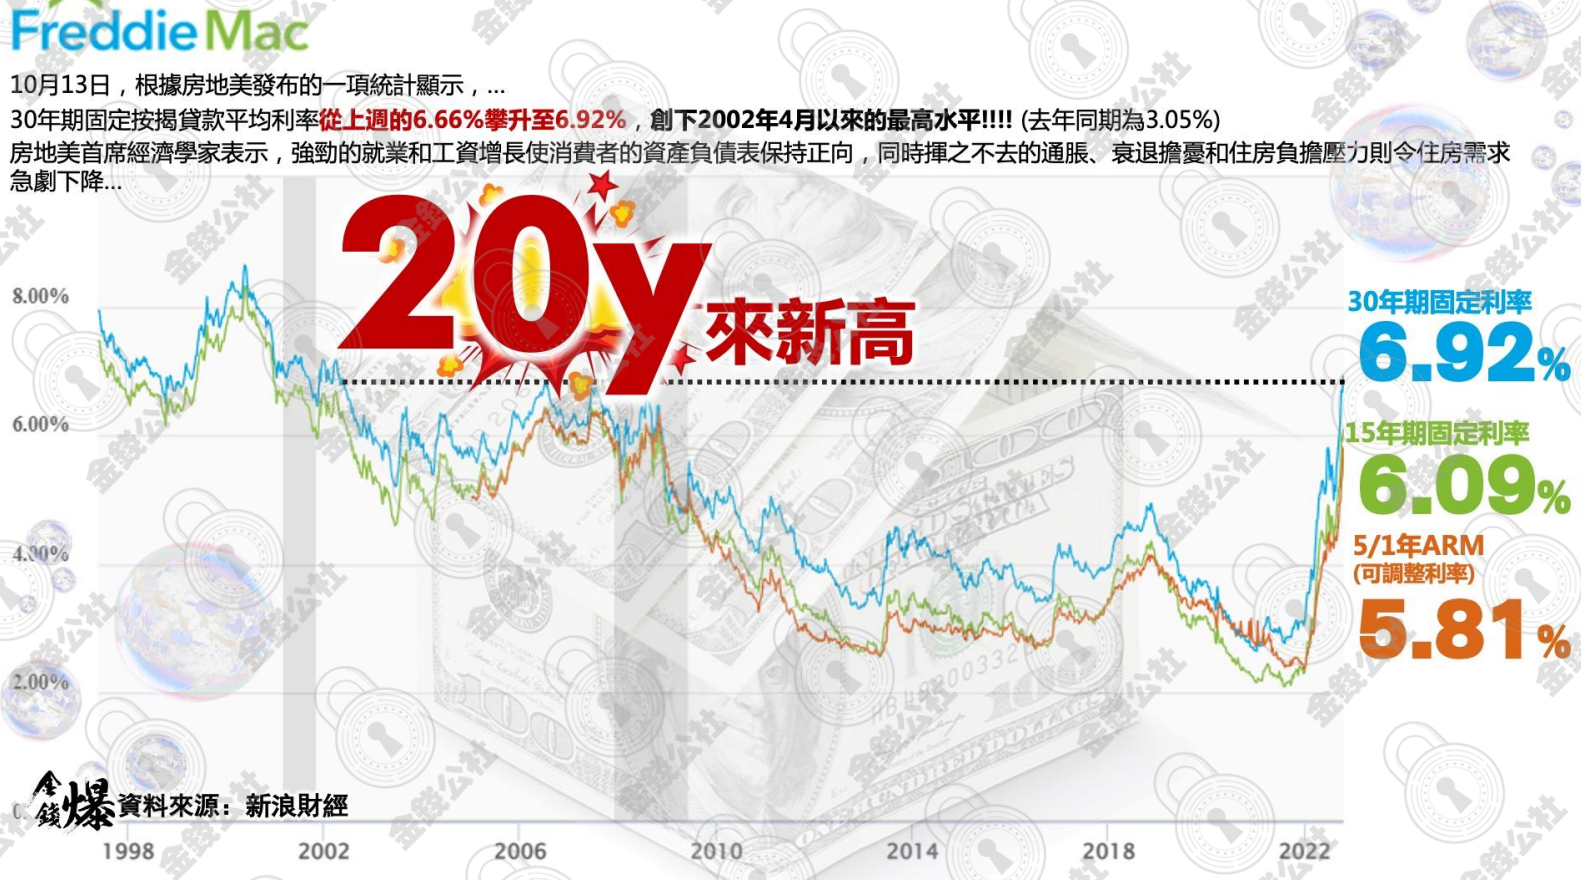 Freddie Mac
10月13日，根據房地美發布的一項統計顯示，...
30年期固定按揭貸款平均利率從上週的6.66%攀升至6.92%，創下2002年4月以來的最高水平!!!! (去年同期為3.05%)
房地美首席經濟學家表示，強勁的就業和工資增長使消費者的資產負債表保持正向，同時揮之不去的通脹、衰退擔憂和住房負擔壓力則令住房需求
急劇下降...
20y來新高
8.00%
6.00%
4.00%
2.00%
30年期固定利率
6.92%
15年期固定利率
6.09%
5/1年ARM
(可調整利率)
5.81%
金錢爆
資料來源：新浪財經
1998
2002
2006
2010
2014
2018
2022
金錢公社